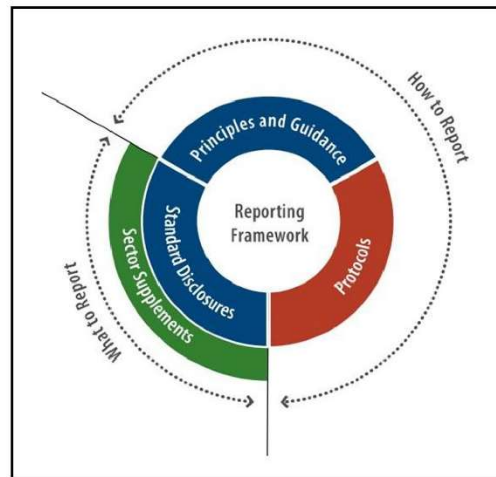 How to Report
Principles and Guidance
Reporting
Framework
Standard Disclosures
Sector Supplements
Protocols
What to Report